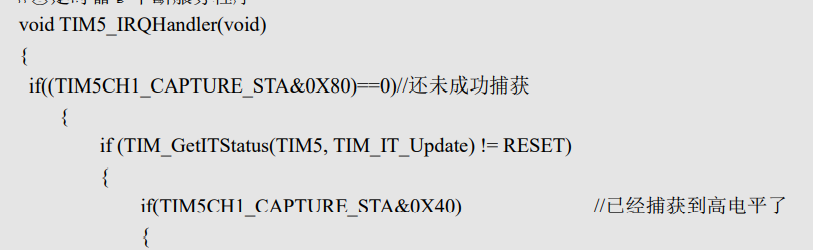 void TIM5_IRQHandler(void)
{
if((TIM5CH1_CAPTURE_STA&0X80)==0)//还未成功捕获
{
if (TIM_GetITStatus(TIM5, TIM_IT_Update) != RESET)
{
if(TIM5CH1_CAPTURE_STA&0X40) //已经捕获到高电平了
{